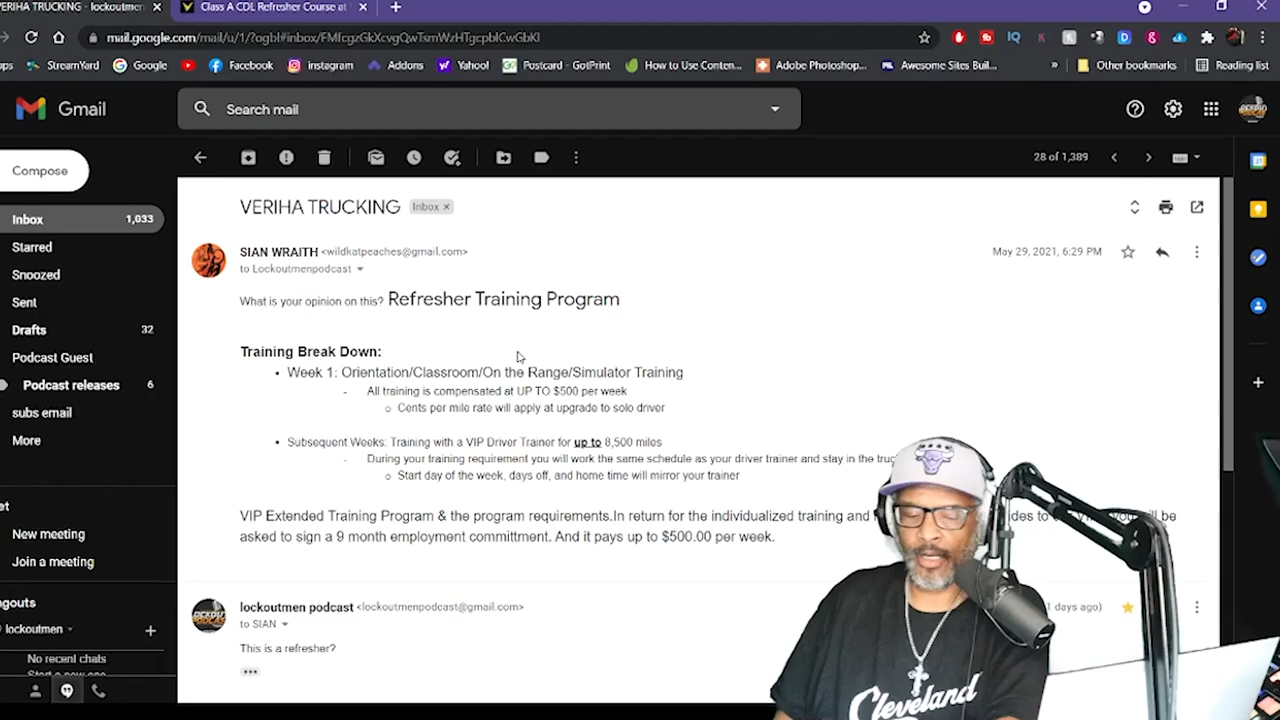 VERIHA TRUCKING - lockoutmen
Class A CDL Refresher Course at
mail.google.com/mail/u/1/?ogbl#inbox/
StreamYard Google Facebook instagram Addons Yahoo! Postcard - GotPrint How to Use Conten... Adobe Photoshop... Awesome Sites Buil... » Other bookmarks Reading list
Gmail
Search mail
Compose
28 of 1,389
Inbox 1,033
Starred
Snoozed
Sent
Drafts 32
Podcast Guest
Podcast releases 6
subs email
More
New meeting
Join a meeting
lockoutmen
No recent chats
VERIHA TRUCKING Inbox ×
SIAN WRAITH <wildkatpeaches@gmail.com> May 29, 2021, 6:29 PM
to Lockoutmenpodcast
What is your opinion on this? Refresher Training Program
Training Break Down:
• Week 1: Orientation/Classroom/On the Range/Simulator Training
- All training is compensated at UP TO $500 per week
o Cents per mile rate will apply at upgrade to solo driver
• Subsequent Weeks: Training with a VIP Driver Trainer for up to 8,500 miles
- During your training requirement you will work the same schedule as your driver trainer and stay in the
o Start day of the week, days off, and home time will mirror your trainer
VIP Extended Training Program & the program requirements.In return for the individualized training and be
asked to sign a 9 month employment committment. And it pays up to $500.00 per week.
lockoutmen podcast <lockoutmenpodcast@gmail.com> days ago)
to SIAN
This is a refresher?
Cleveland